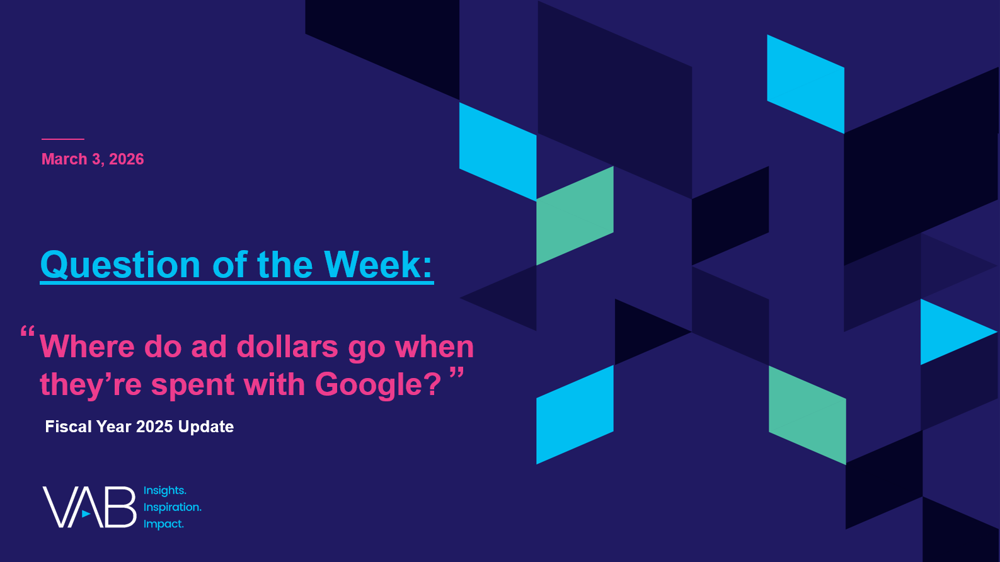 March 3, 2026
Question of the Week:
“Where do ad dollars go when
they’re spent with Google?”
Fiscal Year 2025 Update
VAB
Insights.
Inspiration.
Impact.